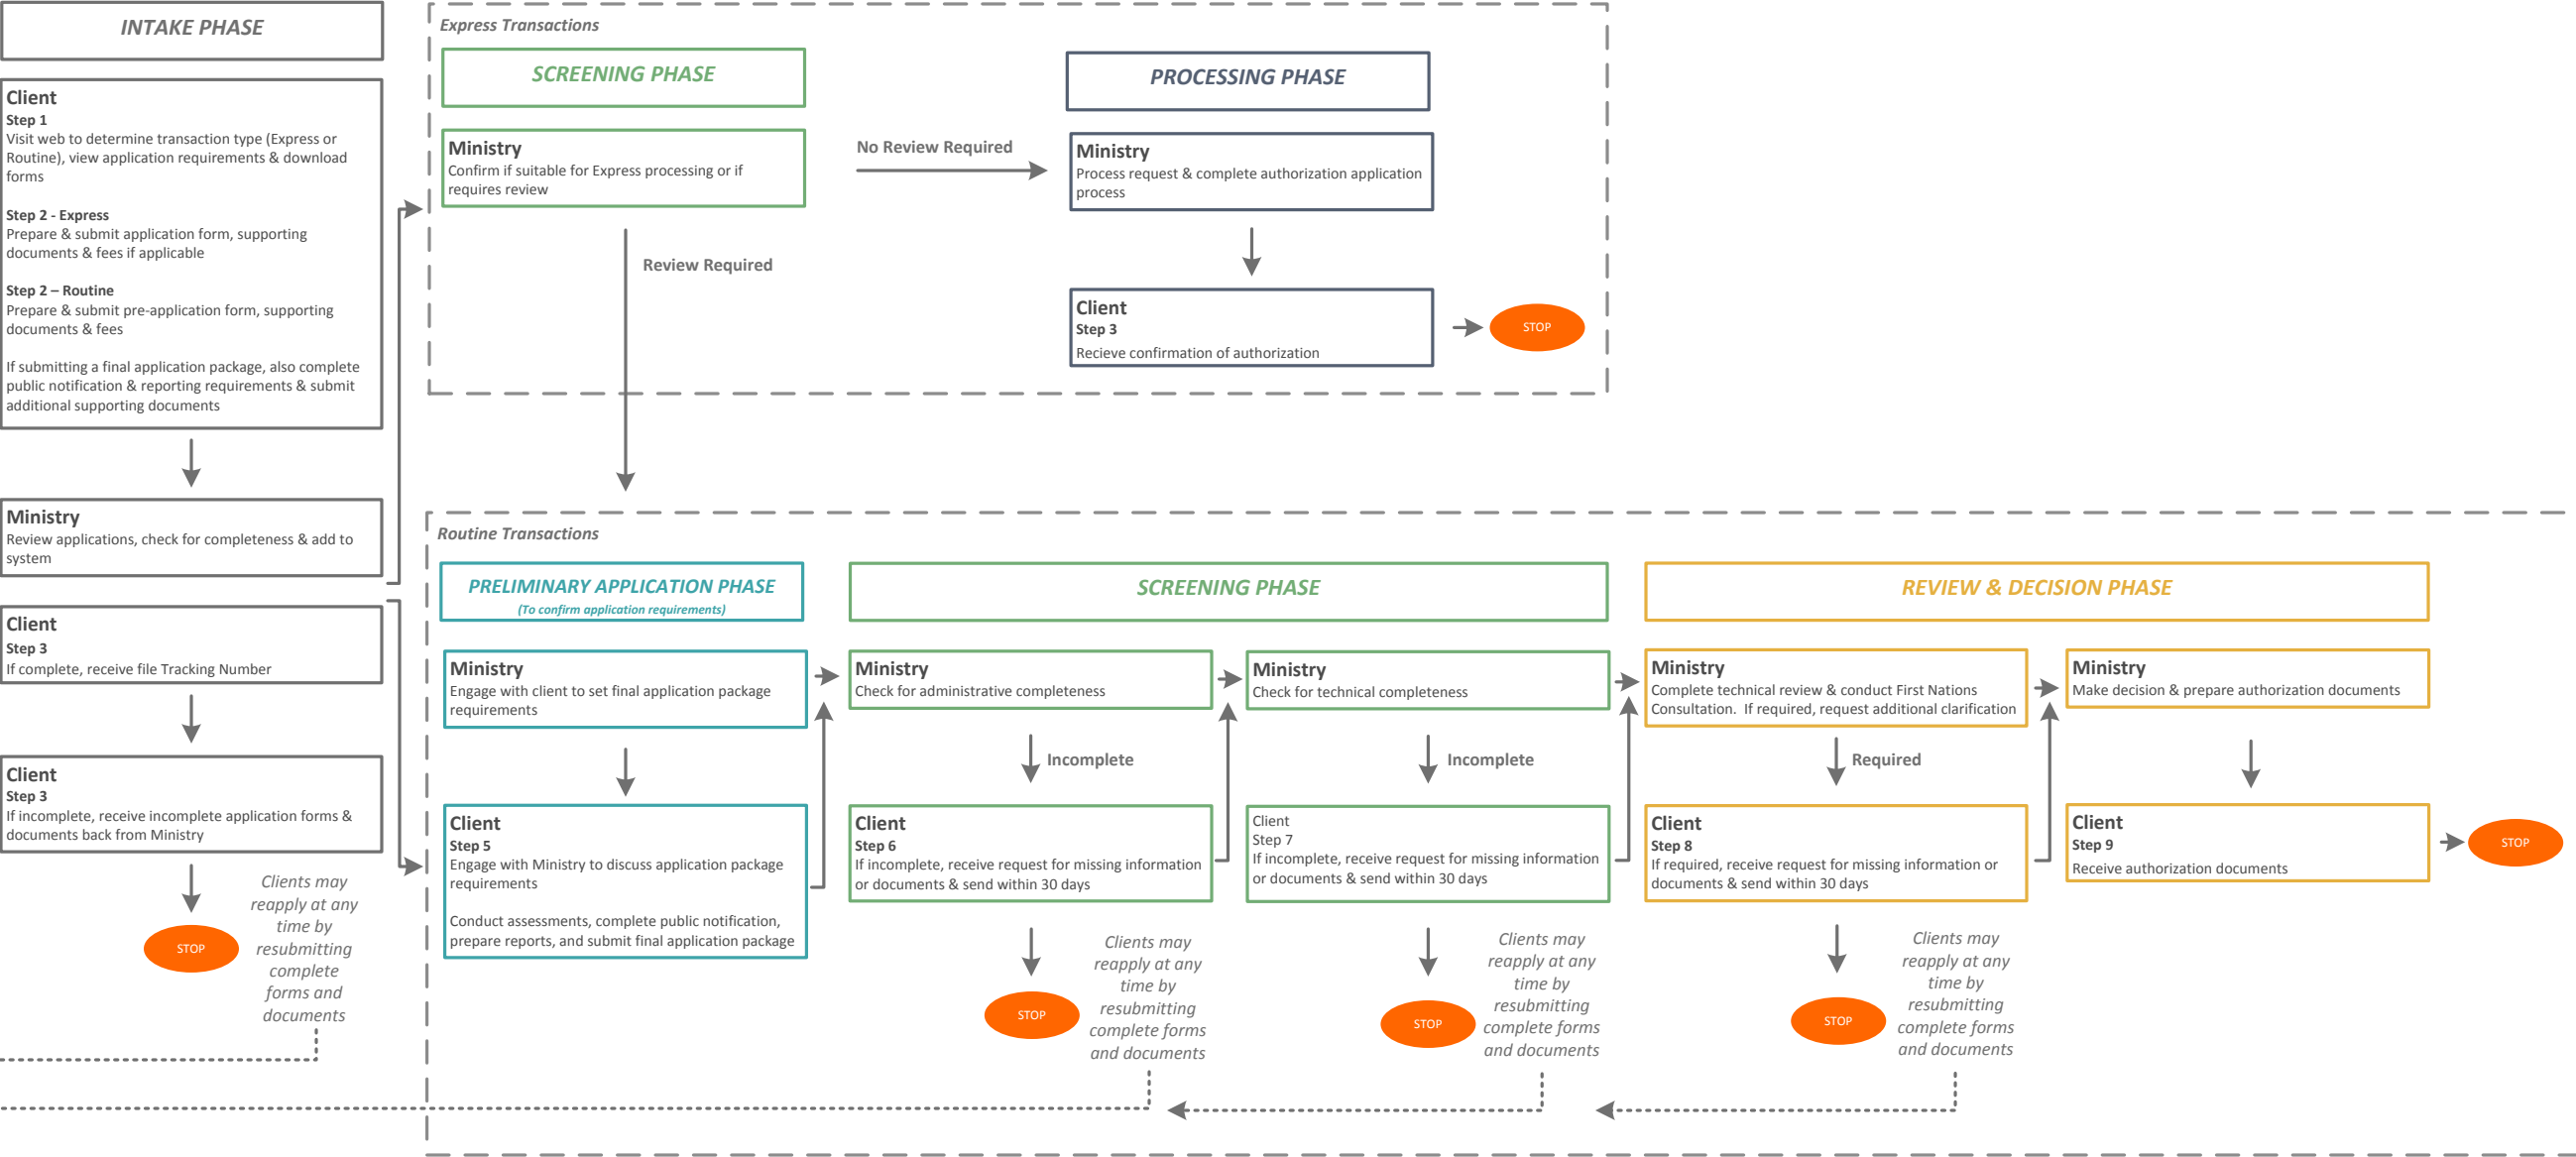 INTAKE PHASE
Client
Step 1
Visit web to determine transaction type (Express or
Routine), view application requirements & download
forms
Step 2 - Express
Prepare & submit application form, supporting
documents & fees if applicable
Step 2 – Routine
Prepare & submit pre-application form, supporting
documents & fees
If submitting a final application package, also complete
public notification & reporting requirements & submit
additional supporting documents
Ministry
Review applications, check for completeness & add to
system
Client
Step 3
If complete, receive file Tracking Number
Client
Step 3
If incomplete, receive incomplete application forms &
documents back from Ministry
STOP
Clients may
reapply at any
time by
resubmitting
complete
forms and
documents
Express Transactions
SCREENING PHASE
Ministry
Confirm if suitable for Express processing or if
requires review
No Review Required
Review Required
PROCESSING PHASE
Ministry
Process request & complete authorization application
process
Client
Step 3
Recieve confirmation of authorization
STOP
Routine Transactions
PRELIMINARY APPLICATION PHASE
(To confirm application requirements)
Ministry
Engage with client to set final application package
requirements
Client
Step 5
Engage with Ministry to discuss application package
requirements
Conduct assessments, complete public notification,
prepare reports, and submit final application package
SCREENING PHASE
Ministry
Check for administrative completeness
Incomplete
Client
Step 6
If incomplete, receive request for missing information
or documents & send within 30 days
STOP
Clients may
reapply at any
time by
resubmitting
complete forms
and documents
Ministry
Check for technical completeness
Incomplete
Client
Step 7
If incomplete, receive request for missing information
or documents & send within 30 days
STOP
Clients may
reapply at any
time by
resubmitting
complete forms
and documents
REVIEW & DECISION PHASE
Ministry
Complete technical review & conduct First Nations
Consultation.  If required, request additional clarification
Required
Client
Step 8
If required, receive request for missing information or
documents & send within 30 days
STOP
Clients may
reapply at any
time by
resubmitting
complete forms
and documents
Ministry
Make decision & prepare authorization documents
Client
Step 9
Receive authorization documents
STOP